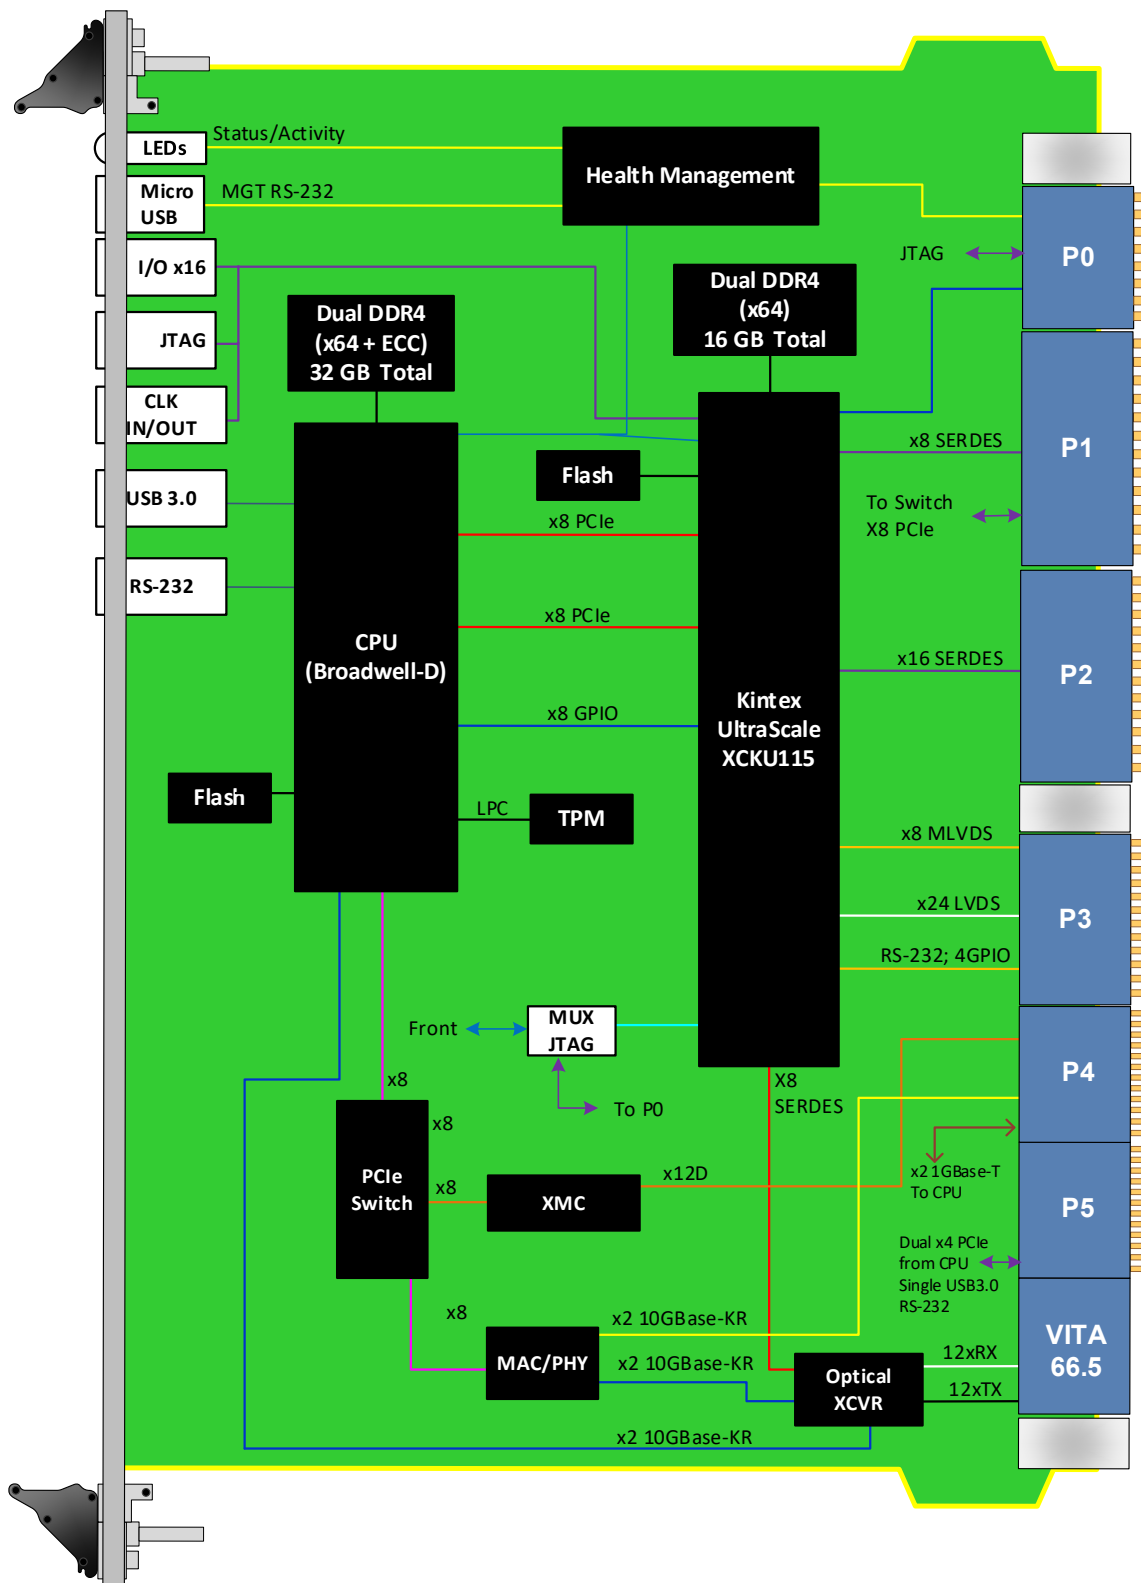 Status/Activity
LEDs
Health Management
Micro
USB
MGT RS-232
I/O x16
JTAG
P0
Dual DDR4
(x64)
16 GB Total
Dual DDR4
(x64 + ECC)
32 GB Total
JTAG
CLK
IN/OUT
x8 SERDES
P1
Flash
USB 3.0
To Switch
X8 PCIe
x8 PCIe
RS-232
x8 PCIe
CPU
(Broadwell-D)
x16 SERDES
P2
x8 GPIO
Kintex
UltraScale
XCKU115
Flash
LPC
TPM
x8 MLVDS
x24 LVDS
P3
RS-232; 4GPIO
Front
MUX
JTAG
To P0
x8
X8
SERDES
P4
x8
PCIe
Switch
x8
XMC
x12D
x2 1GBase-T
To CPU
P5
Dual x4 PCIe
from CPU
Single USB3.0
RS-232
x8
x2 10GBase-KR
MAC/PHY
x2 10GBase-KR
Optical
XCVR
12xRX
12xTX
VITA
66.5
x2 10GBase-KR